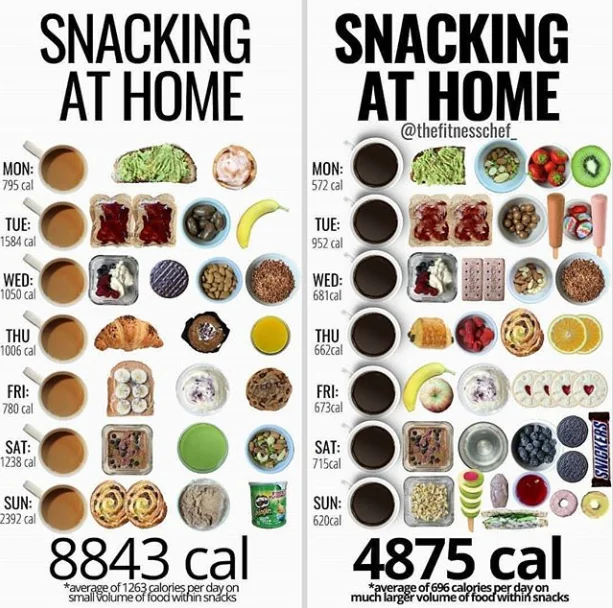 SNACKING
AT HOME
MON:
795 cal
TUE:
1584 cal
WED:
1050 cal
THU
1006 cal
FRI:
780 cal
SAT:
1238 cal
SUN:
2392 cal
8843 cal
*average of 1263 calories per day on
small volume of food within snacks
SNACKING
AT HOME
@thefitnesschef_
MON:
572 cal
TUE:
952 cal
WED:
681cal
THU
662cal
FRI:
673cal
SAT:
715cal
SNICKERS
SUN:
620cal
4875 cal
*average of 696 calories per day on
much larger volume of food within snacks